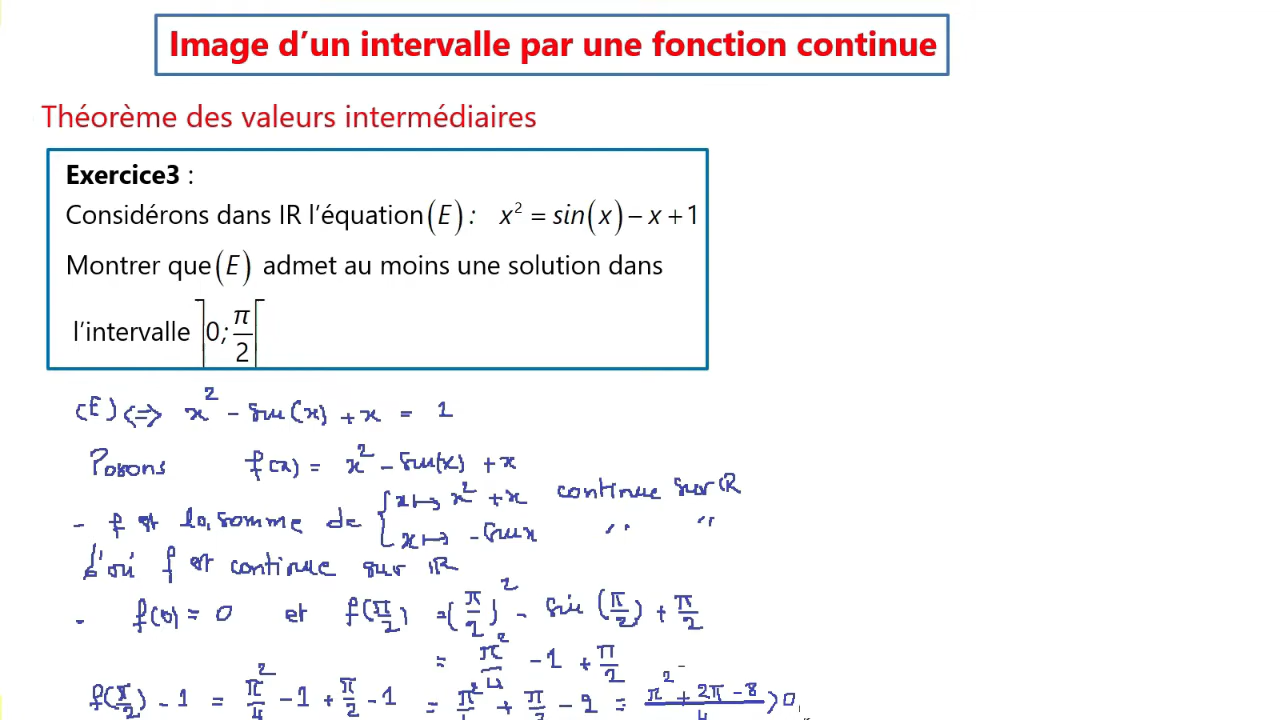 Image d’un intervalle par une fonction continue
Théorème des valeurs intermédiaires
Exercice3 :
Considérons dans IR l’équation (E) : x² = sin(x) − x + 1
Montrer que (E) admet au moins une solution dans
l’intervalle ]0; π/2[
(E) <=> x² - sin(x) + x = 1
Posons f(x) = x² - sin(x) + x
- f est la somme de { x ↦ x² + x continue sur IR
x ↦ - sin x " "
d'où f est continue sur IR
- f(0) = 0 et f(π/2) = (π/2)² - sin(π/2) + π/2
= π²/4 - 1 + π/2
f(π/2) - 1 = π²/4 - 1 + π/2 - 1 = π²/4 + π/2 - 2 = (π² + 2π - 8)/4 > 0